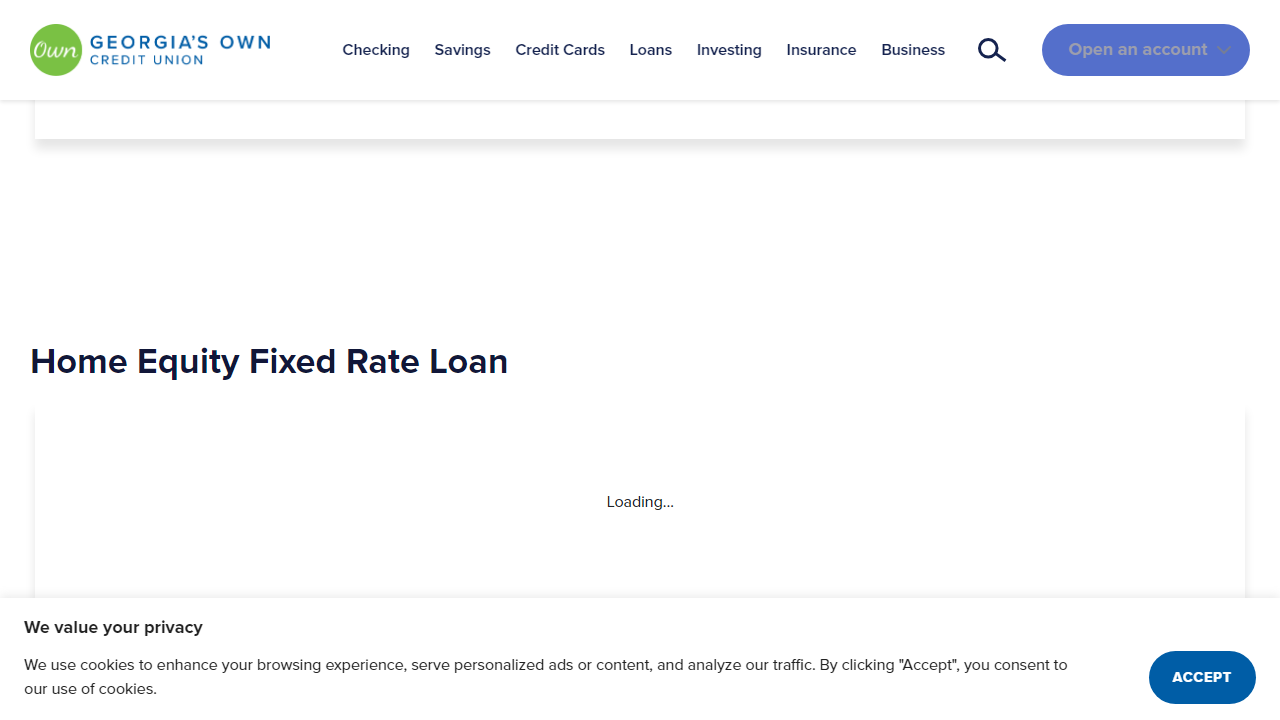 Own
GEORGIA'S OWN
CREDIT UNION
Checking
Savings
Credit Cards
Loans
Investing
Insurance
Business
Open an account
Home Equity Fixed Rate Loan
Loading...
We value your privacy
We use cookies to enhance your browsing experience, serve personalized ads or content, and analyze our traffic. By clicking "Accept", you consent to
our use of cookies.
ACCEPT